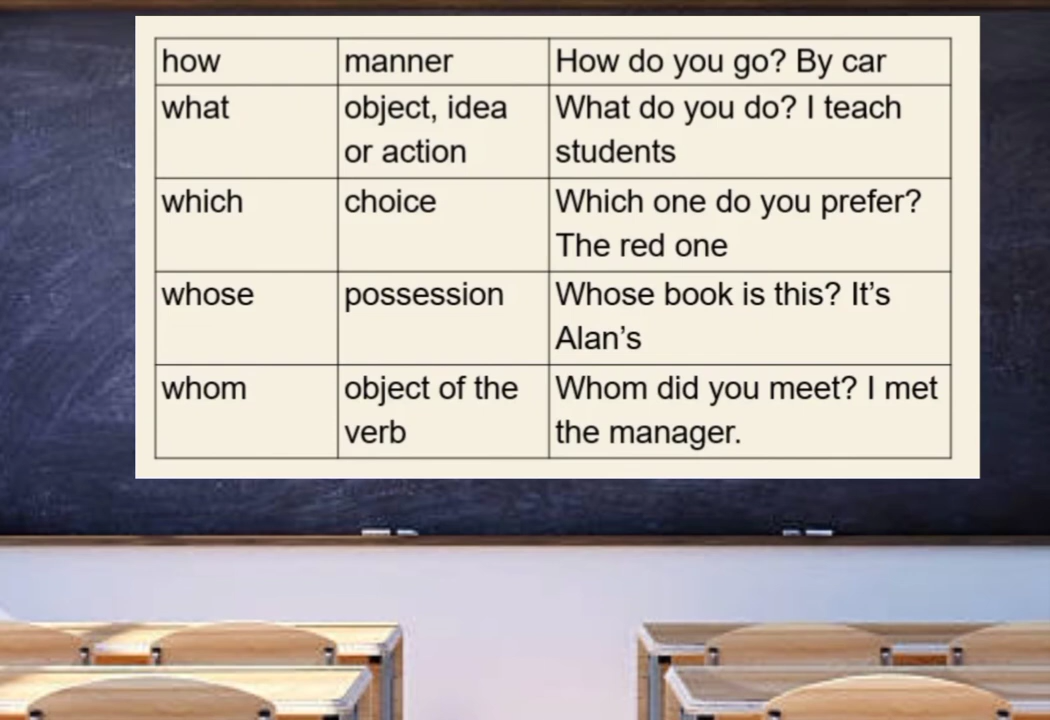 how manner How do you go? By car
what object, idea What do you do? I teach
or action students
which choice Which one do you prefer?
The red one
whose possession Whose book is this? It’s
Alan’s
whom object of the Whom did you meet? I met
verb the manager.